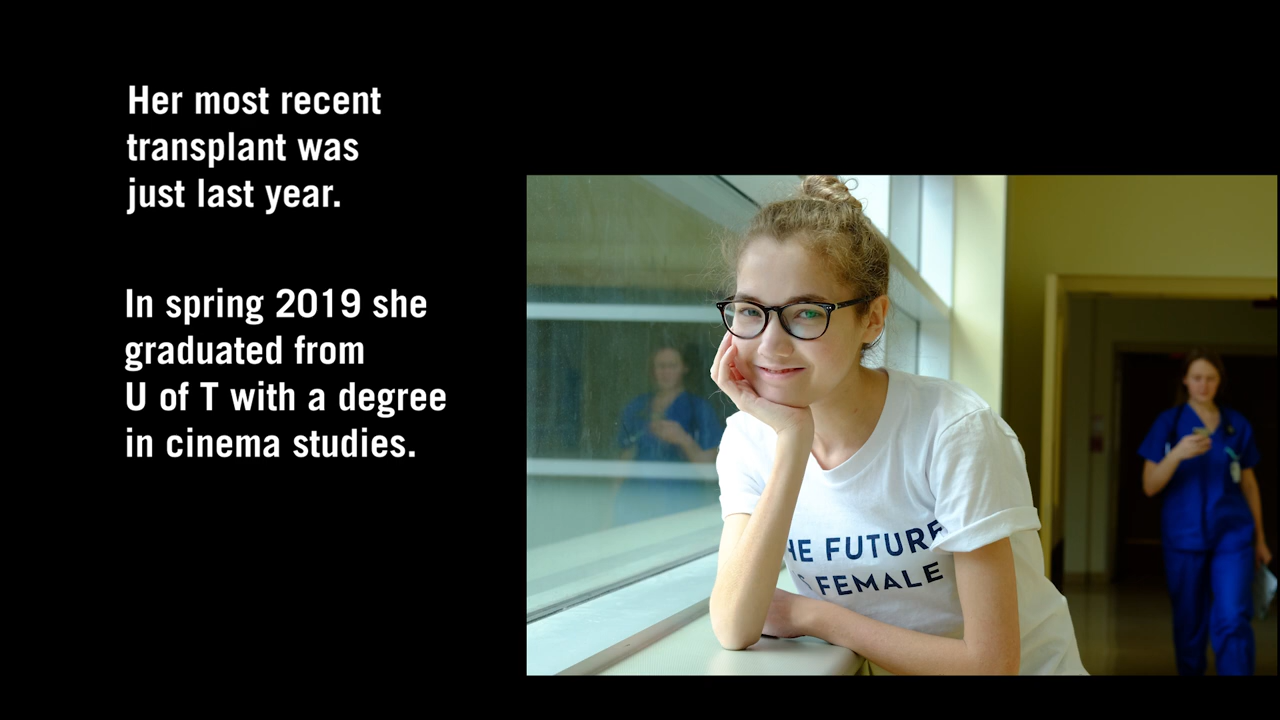 Her most recent
transplant was
just last year.
In spring 2019 she
graduated from
U of T with a degree
in cinema studies.
HE FUTURE
FEMALE